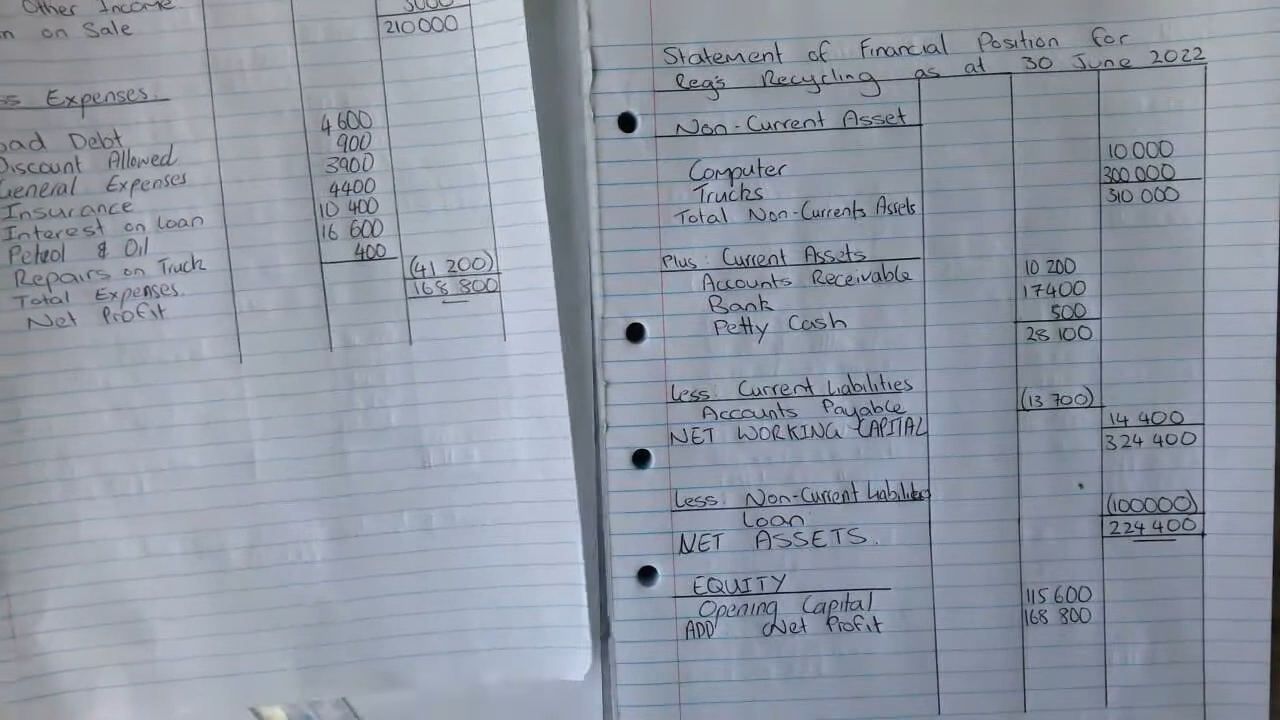 Other Income
on Sale 210 000
Expenses.
Bad Debt 4 600
Discount Allowed 900
General Expenses 3900
Insurance 4400
Interest on Loan 10 400
Petrol & Oil 16 600
Repairs on Truck 400
Total Expenses. (41 200)
Net Profit 168 800
Statement of Financial Position for
Reg's Recycling as at 30 June 2022
Non-Current Asset
Computer 10 000
Trucks 300 000
Total Non-Currents Assets 310 000
Plus: Current Assets
Accounts Receivable 10 200
Bank 17400
Petty Cash 500
28 100
Less: Current Liabilities
Accounts Payable (13 700)
NET WORKING CAPITAL 14 400
324 400
Less: Non-Current Liabilities
Loan (100000)
NET ASSETS. 224 400
EQUITY
Opening Capital 115 600
ADD Net Profit 168 800